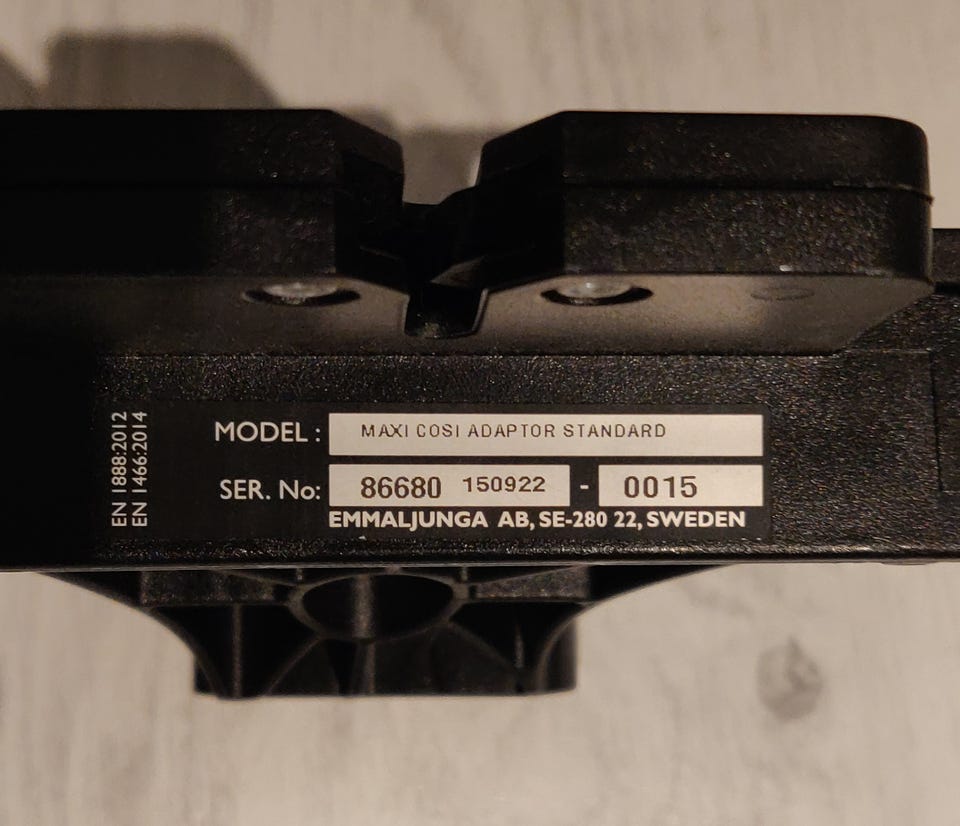 EN 1888:2012
EN 1466:2014
MODEL : MAXI COSI ADAPTOR STANDARD
SER. No: 86680 150922 - 0015
EMMALJUNGA AB, SE-280 22, SWEDEN